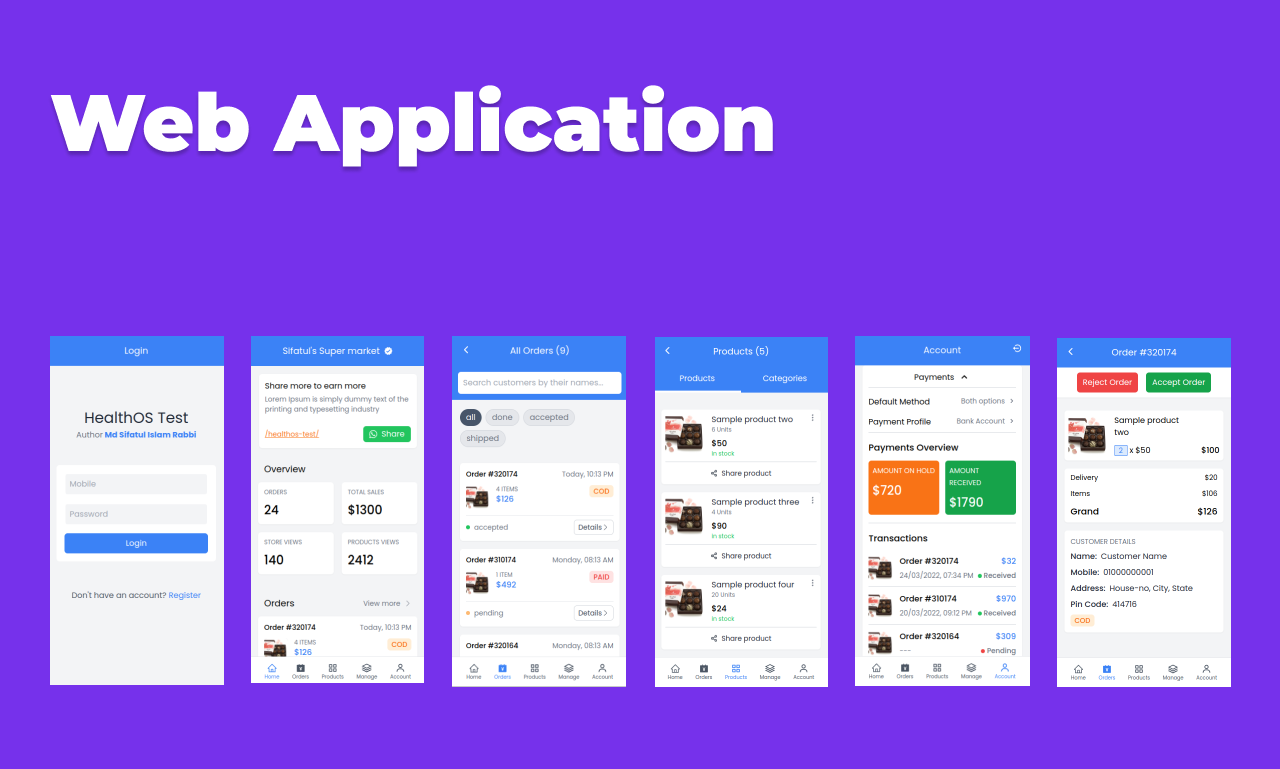 Web Application
Login
HealthOS Test
Author Md Sifatul Islam Rabbi
Mobile
Password
Login
Don't have an account? Register
Sifatul's Super market
Share more to earn more
Lorem Ipsum is simply dummy text of the
printing and typesetting industry
/healthos-test/
Share
Overview
ORDERS
24
TOTAL SALES
$1300
STORE VIEWS
140
PRODUCTS VIEWS
2412
Orders
View more
Order #320174
Today, 10:13 PM
4 ITEMS
$126
COD
Home
Orders
Products
Manage
Account
All Orders (9)
Search customers by their names...
all
done
accepted
shipped
Order #320174
Today, 10:13 PM
4 ITEMS
$126
COD
accepted
Details
Order #310174
Monday, 08:13 AM
1 ITEM
$492
PAID
pending
Details
Order #320164
Monday, 08:13 AM
Home
Orders
Products
Manage
Account
Products (5)
Products
Categories
Sample product two
6 Units
$50
in stock
Share product
Sample product three
4 Units
$90
in stock
Share product
Sample product four
20 Units
$24
in stock
Share product
Home
Orders
Products
Manage
Account
Account
Payments
Default Method
Both options
Payment Profile
Bank Account
Payments Overview
AMOUNT ON HOLD
$720
AMOUNT
RECEIVED
$1790
Transactions
Order #320174
$32
24/03/2022, 07:34 PM
Received
Order #310174
$970
20/03/2022, 09:12 PM
Received
Order #320164
$309
---
Pending
Home
Orders
Products
Manage
Account
Order #320174
Reject Order
Accept Order
Sample product
two
2 x $50
$100
Delivery
$20
Items
$106
Grand
$126
CUSTOMER DETAILS
Name: Customer Name
Mobile: 01000000001
Address: House-no, City, State
Pin Code: 414716
COD
Home
Orders
Products
Manage
Account